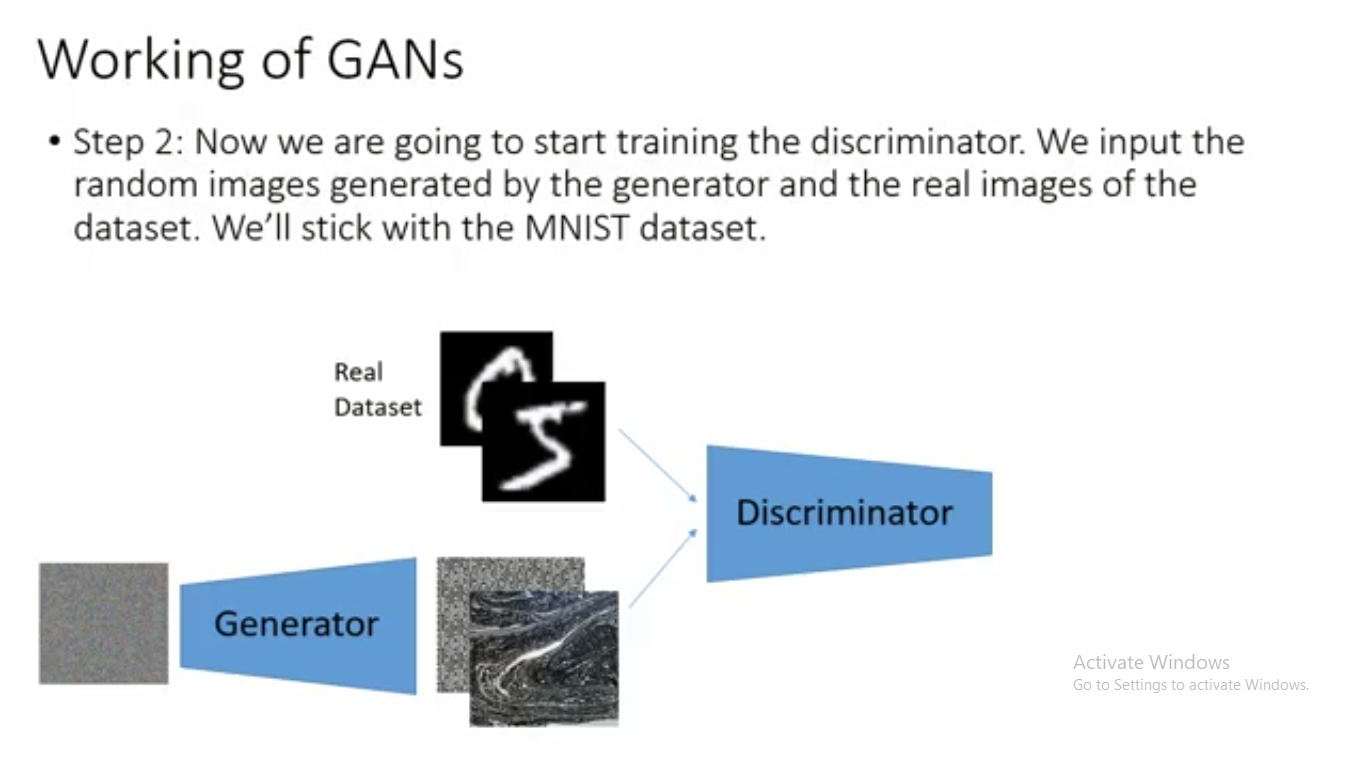 Working of GANs
• Step 2: Now we are going to start training the discriminator. We input the
random images generated by the generator and the real images of the
dataset. We’ll stick with the MNIST dataset.
Real
Dataset
5
Discriminator
Generator
Activate Windows
Go to Settings to activate Windows.